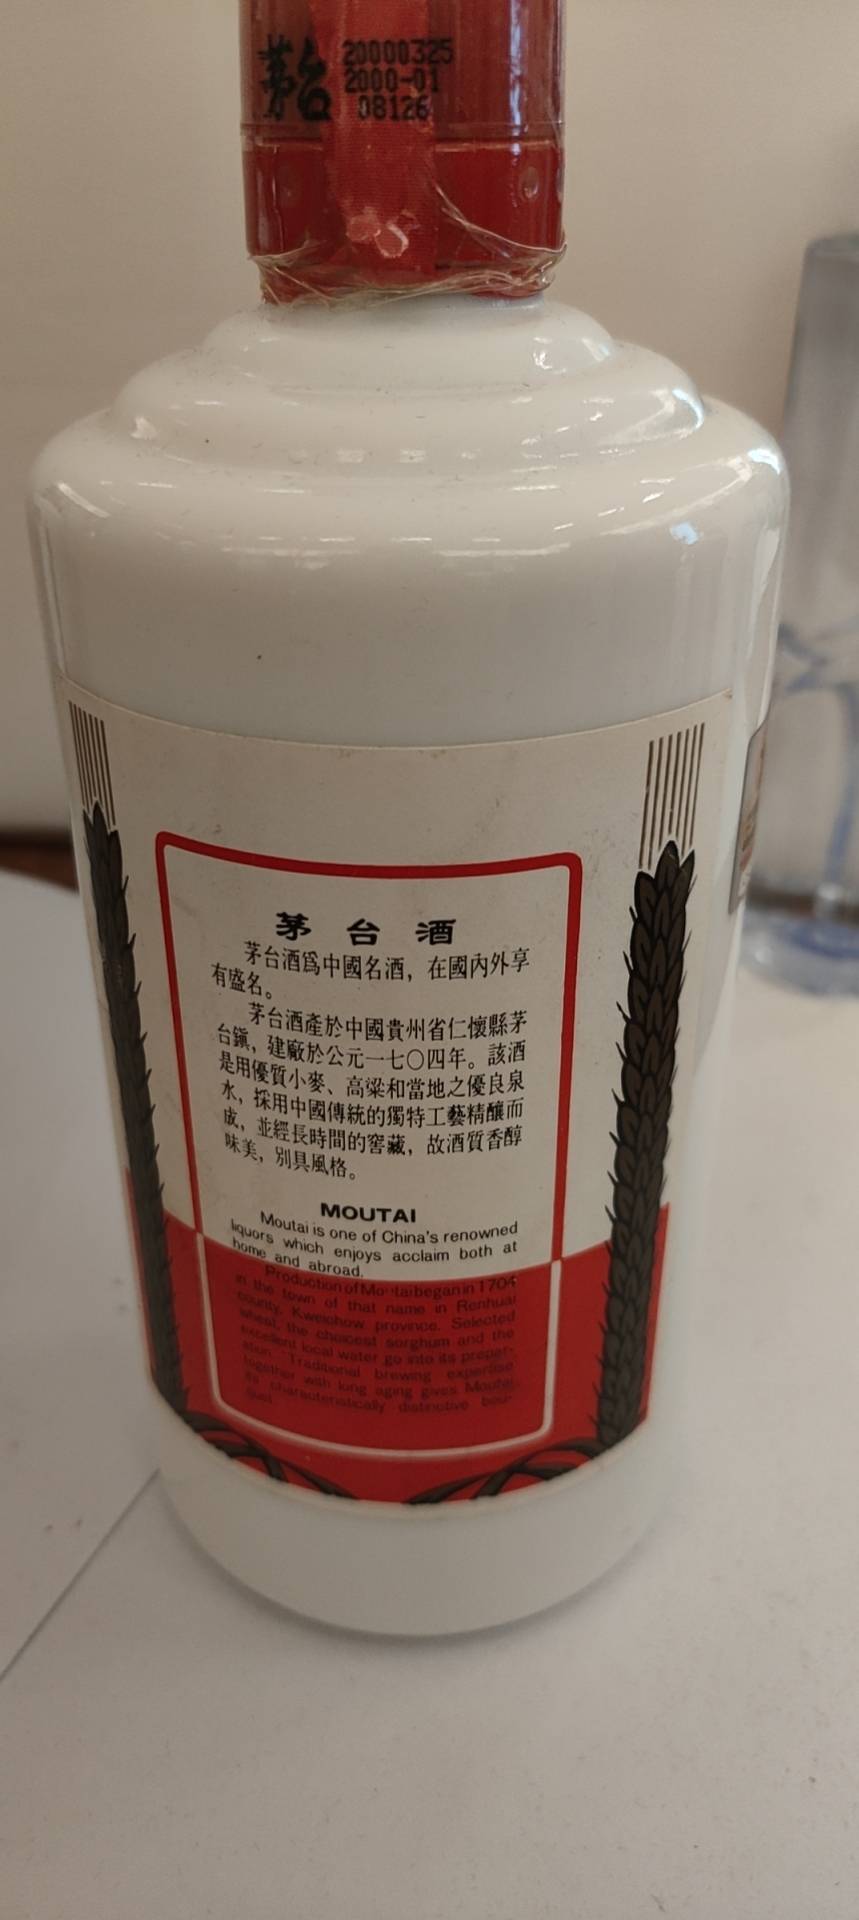 茅台
20000325
2000-01
08126
茅台酒
茅台酒爲中國名酒，在國內外享
有盛名。
茅台酒產於中國貴州省仁懷縣茅
台鎮，建廠於公元一七〇四年。該酒
是用優質小麥、高粱和當地之優良泉
水，採用中國傳統的獨特工藝精釀而
成，並經長時間的窖藏，故酒質香醇
味美，別具風格。
MOUTAI
Moutai is one of China's renowned
liquors which enjoys acclaim both at
home and abroad.
Production of Moutai began in 1704
in the town of that name in Renhuai
county, Kweichow province. Selected
wheat, the choicest sorghum and the
excellent local water go into its prepar-
ation. Traditional brewing expertise
together with long aging gives Moutai
its characteristically distinctive bou-
quet.